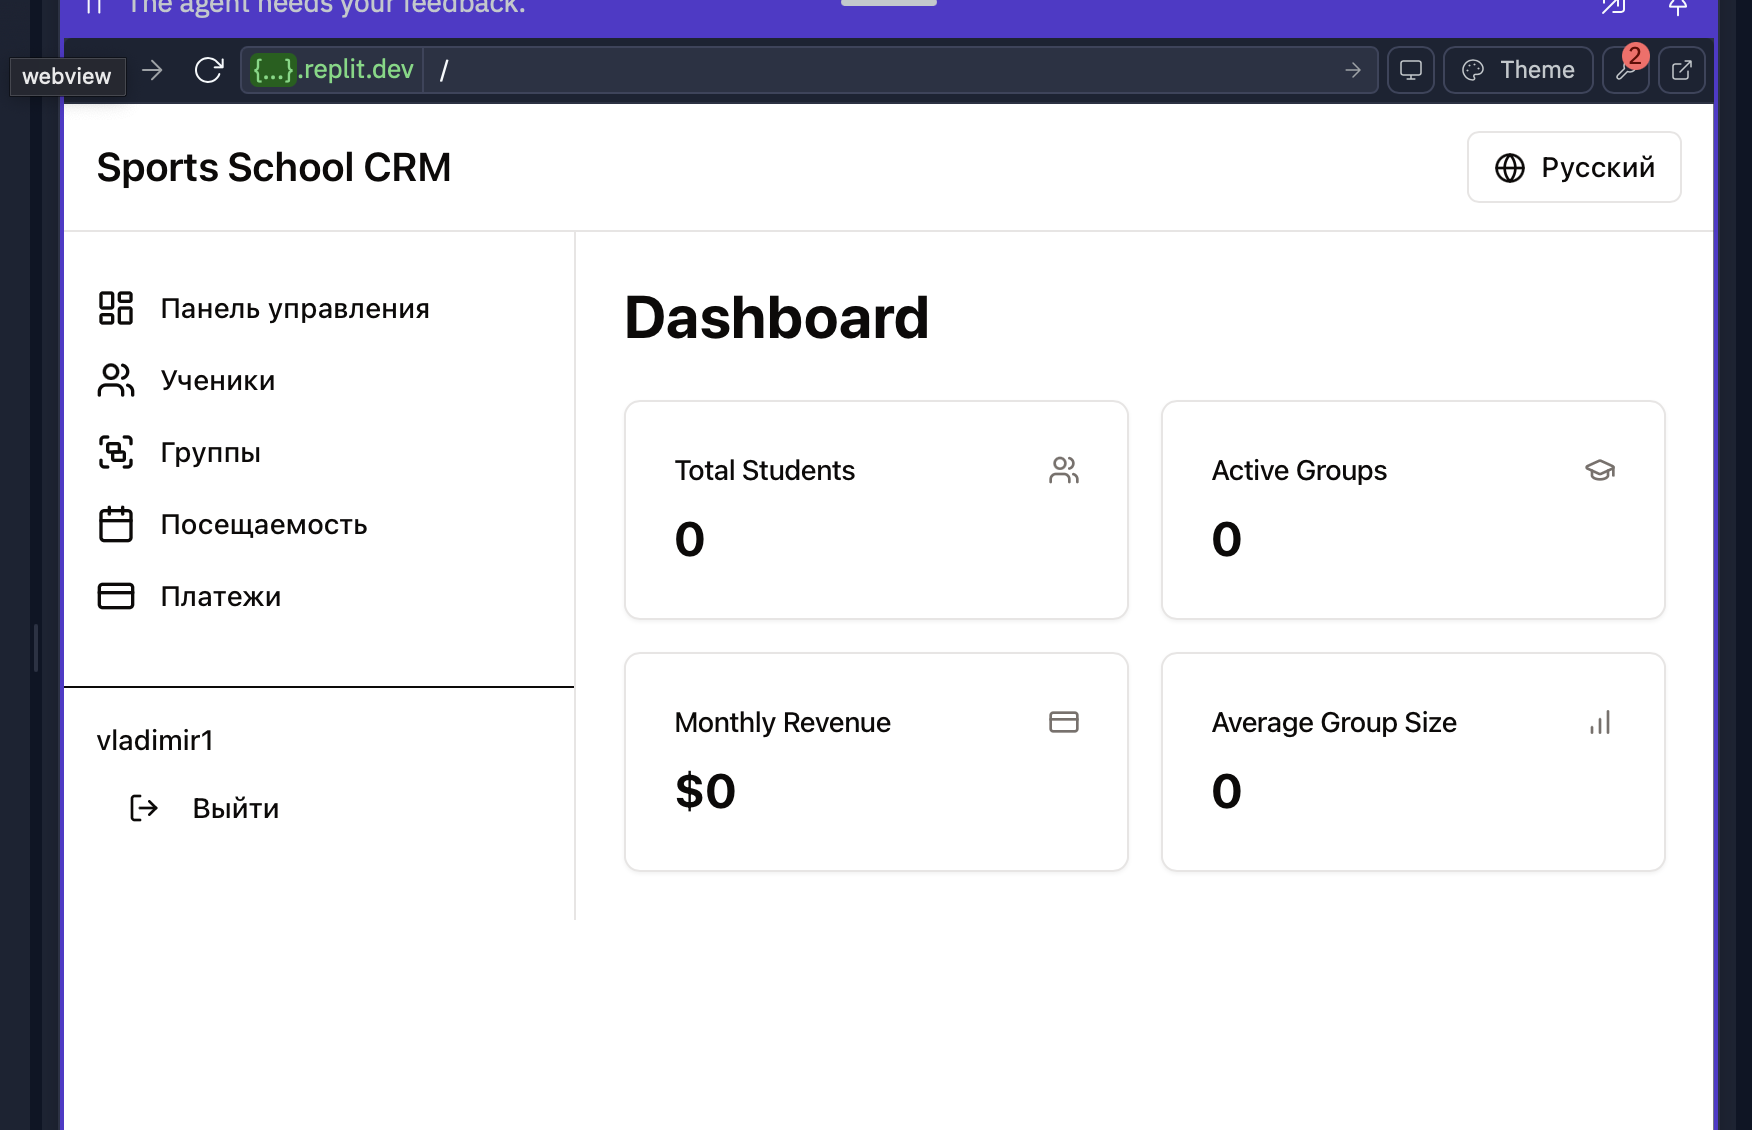 The agent needs your feedback.
webview
{...}.replit.dev /
Theme
2
Sports School CRM
Русский
Панель управления
Ученики
Группы
Посещаемость
Платежи
vladimir1
Выйти
Dashboard
Total Students
0
Active Groups
0
Monthly Revenue
$0
Average Group Size
0